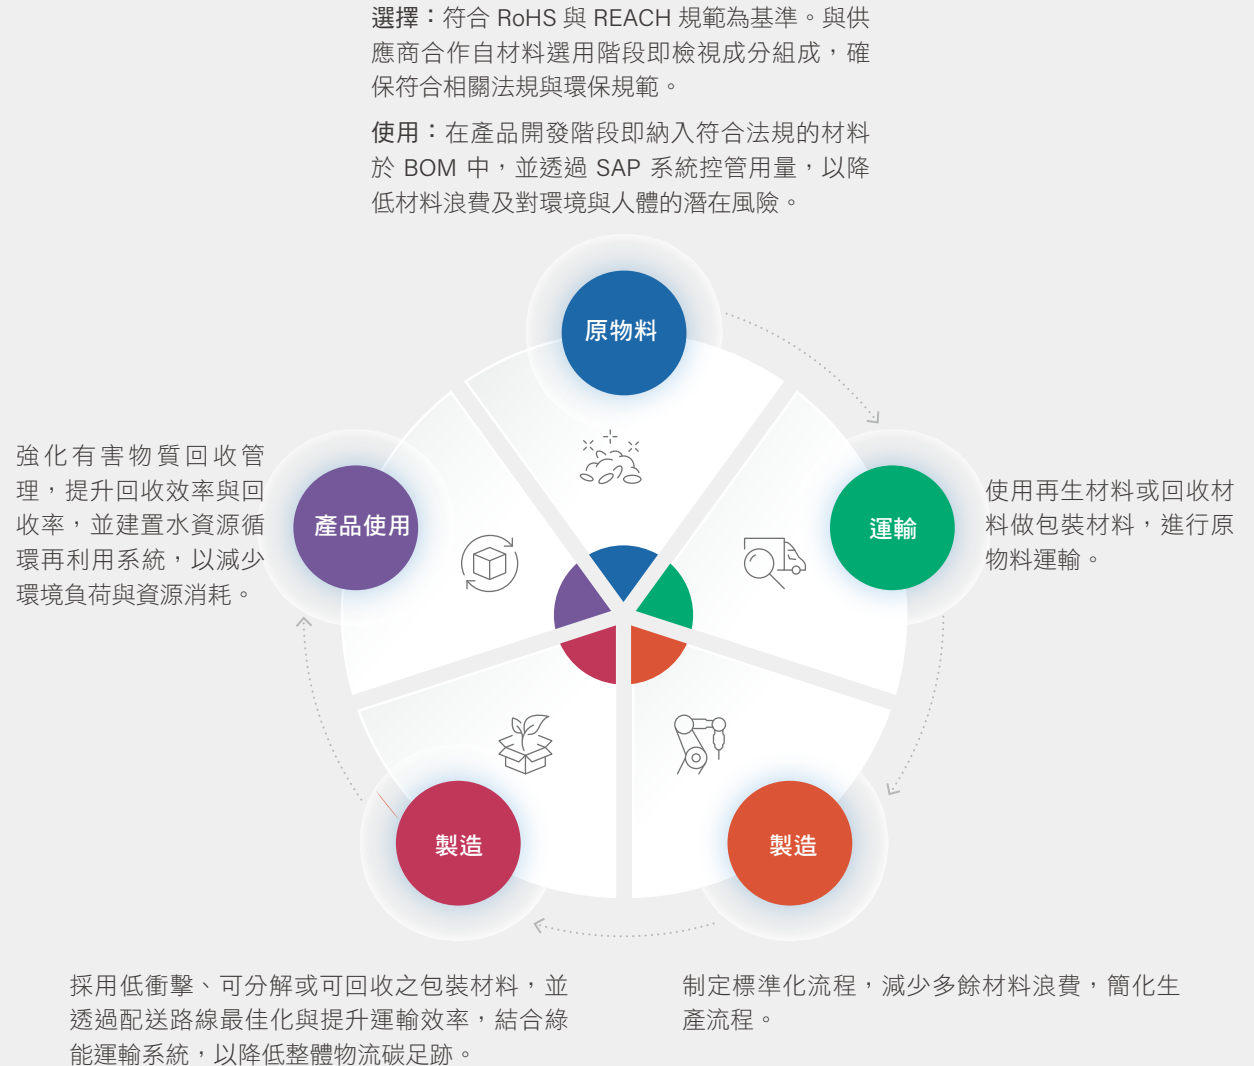 選擇：符合 RoHS 與 REACH 規範為基準。與供
應商合作自材料選用階段即檢視成分組成，確
保符合相關法規與環保規範。
使用：在產品開發階段即納入符合法規的材料
於 BOM 中，並透過 SAP 系統控管用量，以降
低材料浪費及對環境與人體的潛在風險。
原物料
運輸
使用再生材料或回收材
料做包裝材料，進行原
物料運輸。
製造
制定標準化流程，減少多餘材料浪費，簡化生
產流程。
製造
採用低衝擊、可分解或可回收之包裝材料，並
透過配送路線最佳化與提升運輸效率，結合綠
能運輸系統，以降低整體物流碳足跡。
產品使用
強化有害物質回收管
理，提升回收效率與回
收率，並建置水資源循
環再利用系統，以減少
環境負荷與資源消耗。